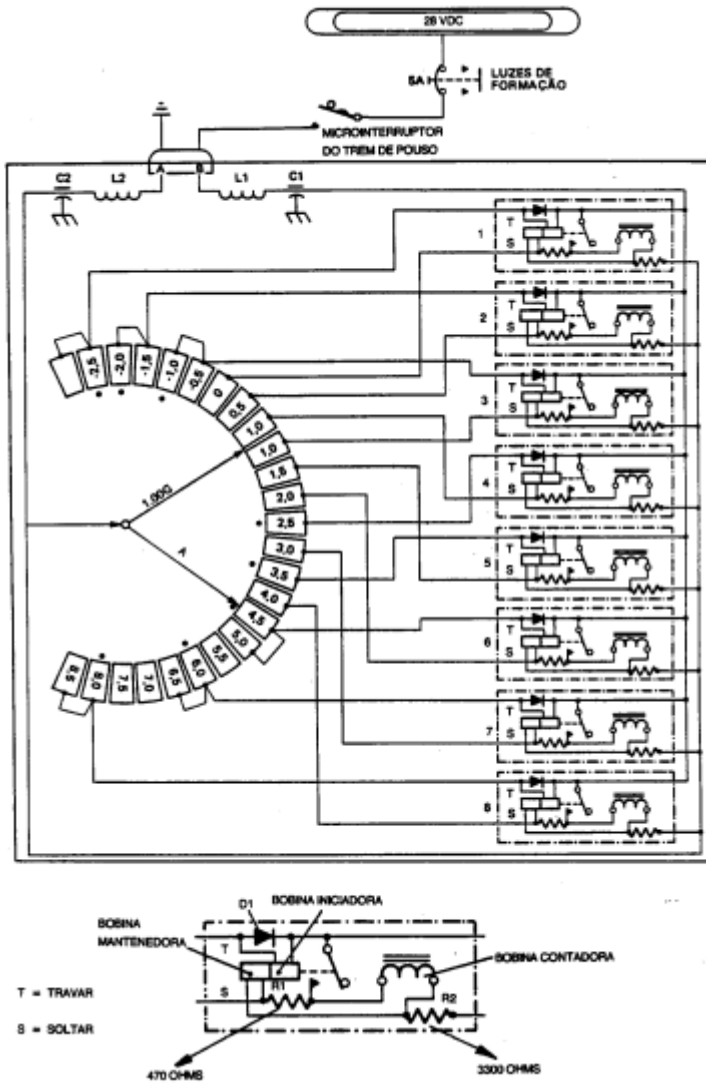 28 VDC
5A
LUZES DE
FORMAÇÃO
MICROINTERRUPTOR
DO TREM DE POUSO
A B
C2 L2 L1 C1
1 T S
2 T S
3 T S
4 T S
5 T S
6 T S
7 T S
8 T S
-2,5
-2,0
-1,5
-1,0
-0,5
0
0,5
1,0
1,0
1,5
2,0
2,5
3,0
3,5
4,0
4,5
5,0
5,5
6,0
6,5
7,0
7,5
8,0
8,5
1,00G
A
BOBINA
MANTENEDORA
D1
BOBINA INICIADORA
BOBINA CONTADORA
T
S
R1
R2
T = TRAVAR
S = SOLTAR
470 OHMS
3300 OHMS